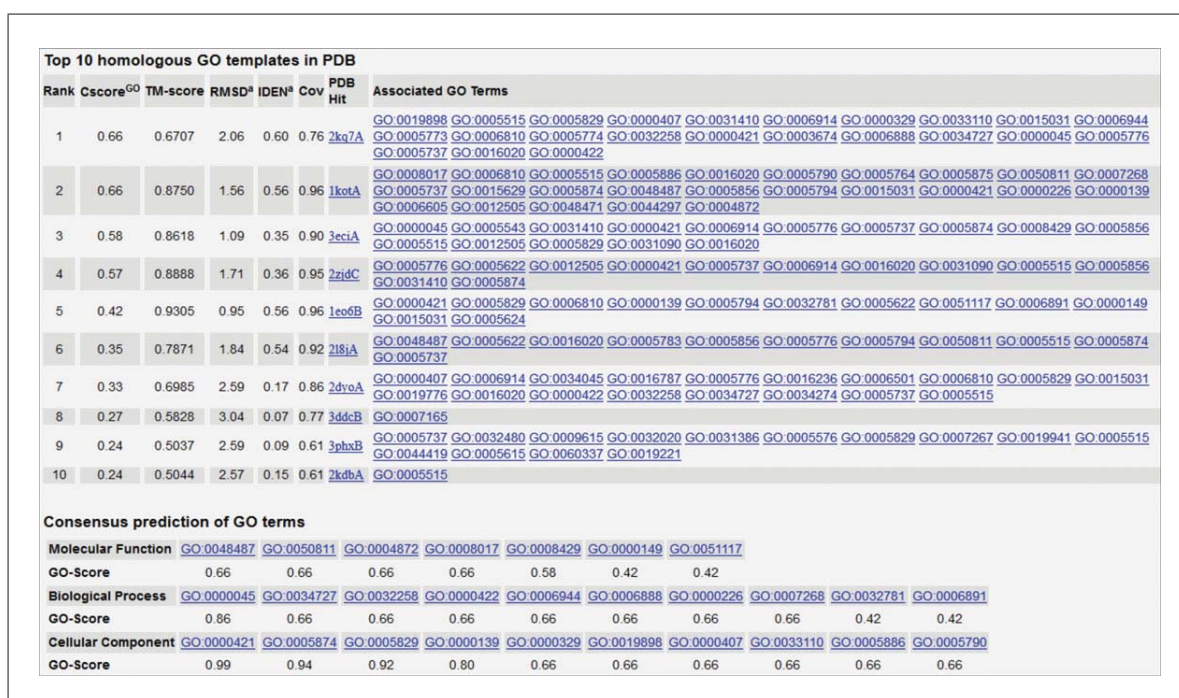 Top 10 homologous GO templates in PDB
Rank CscoreGO TM-score RMSDa IDENa Cov PDB Hit Associated GO Terms
1 0.66 0.6707 2.06 0.60 0.76 2kq7A GO:0019898 GO:0005515 GO:0005829 GO:0000407 GO:0031410 GO:0006914 GO:0000329 GO:0033110 GO:0015031 GO:0006944
GO:0005773 GO:0006810 GO:0005774 GO:0032258 GO:0000421 GO:0003674 GO:0006888 GO:0034727 GO:0000045 GO:0005776
GO:0005737 GO:0016020 GO:0000422
2 0.66 0.8750 1.56 0.56 0.96 1kotA GO:0008017 GO:0006810 GO:0005515 GO:0005886 GO:0016020 GO:0005790 GO:0005764 GO:0005875 GO:0050811 GO:0007268
GO:0005737 GO:0015629 GO:0005874 GO:0048487 GO:0005856 GO:0005794 GO:0015031 GO:0000421 GO:0000226 GO:0000139
GO:0006605 GO:0012505 GO:0048471 GO:0044297 GO:0004872
3 0.58 0.8618 1.09 0.35 0.90 3eciA GO:0000045 GO:0005543 GO:0031410 GO:0000421 GO:0006914 GO:0005776 GO:0005737 GO:0005874 GO:0008429 GO:0005856
GO:0005515 GO:0012505 GO:0005829 GO:0031090 GO:0016020
4 0.57 0.8888 1.71 0.36 0.95 2zjdC GO:0005776 GO:0005622 GO:0012505 GO:0000421 GO:0005737 GO:0006914 GO:0016020 GO:0031090 GO:0005515 GO:0005856
GO:0031410 GO:0005874
5 0.42 0.9305 0.95 0.56 0.96 1eo6B GO:0000421 GO:0005829 GO:0006810 GO:0000139 GO:0005794 GO:0032781 GO:0005622 GO:0051117 GO:0006891 GO:0000149
GO:0015031 GO:0005624
6 0.35 0.7871 1.84 0.54 0.92 2l8jA GO:0048487 GO:0005622 GO:0016020 GO:0005783 GO:0005856 GO:0005776 GO:0005794 GO:0050811 GO:0005515 GO:0005874
GO:0005737
7 0.33 0.6985 2.59 0.17 0.86 2dyoA GO:0000407 GO:0006914 GO:0034045 GO:0016787 GO:0005776 GO:0016236 GO:0006501 GO:0006810 GO:0005829 GO:0015031
GO:0019776 GO:0016020 GO:0000422 GO:0032258 GO:0034727 GO:0034274 GO:0005737 GO:0005515
8 0.27 0.5828 3.04 0.07 0.77 3ddcB GO:0007165
9 0.24 0.5037 2.59 0.09 0.61 3phxB GO:0005737 GO:0032480 GO:0009615 GO:0032020 GO:0031386 GO:0005576 GO:0005829 GO:0007267 GO:0019941 GO:0005515
GO:0044419 GO:0005615 GO:0060337 GO:0019221
10 0.24 0.5044 2.57 0.15 0.61 2kdbA GO:0005515
Consensus prediction of GO terms
Molecular Function GO:0048487 GO:0050811 GO:0004872 GO:0008017 GO:0008429 GO:0000149 GO:0051117
GO-Score 0.66 0.66 0.66 0.66 0.58 0.42 0.42
Biological Process GO:0000045 GO:0034727 GO:0032258 GO:0000422 GO:0006944 GO:0006888 GO:0000226 GO:0007268 GO:0032781 GO:0006891
GO-Score 0.86 0.66 0.66 0.66 0.66 0.66 0.66 0.66 0.42 0.42
Cellular Component GO:0000421 GO:0005874 GO:0005829 GO:0000139 GO:0000329 GO:0019898 GO:0000407 GO:0033110 GO:0005886 GO:0005790
GO-Score 0.99 0.94 0.92 0.80 0.66 0.66 0.66 0.66 0.66 0.66